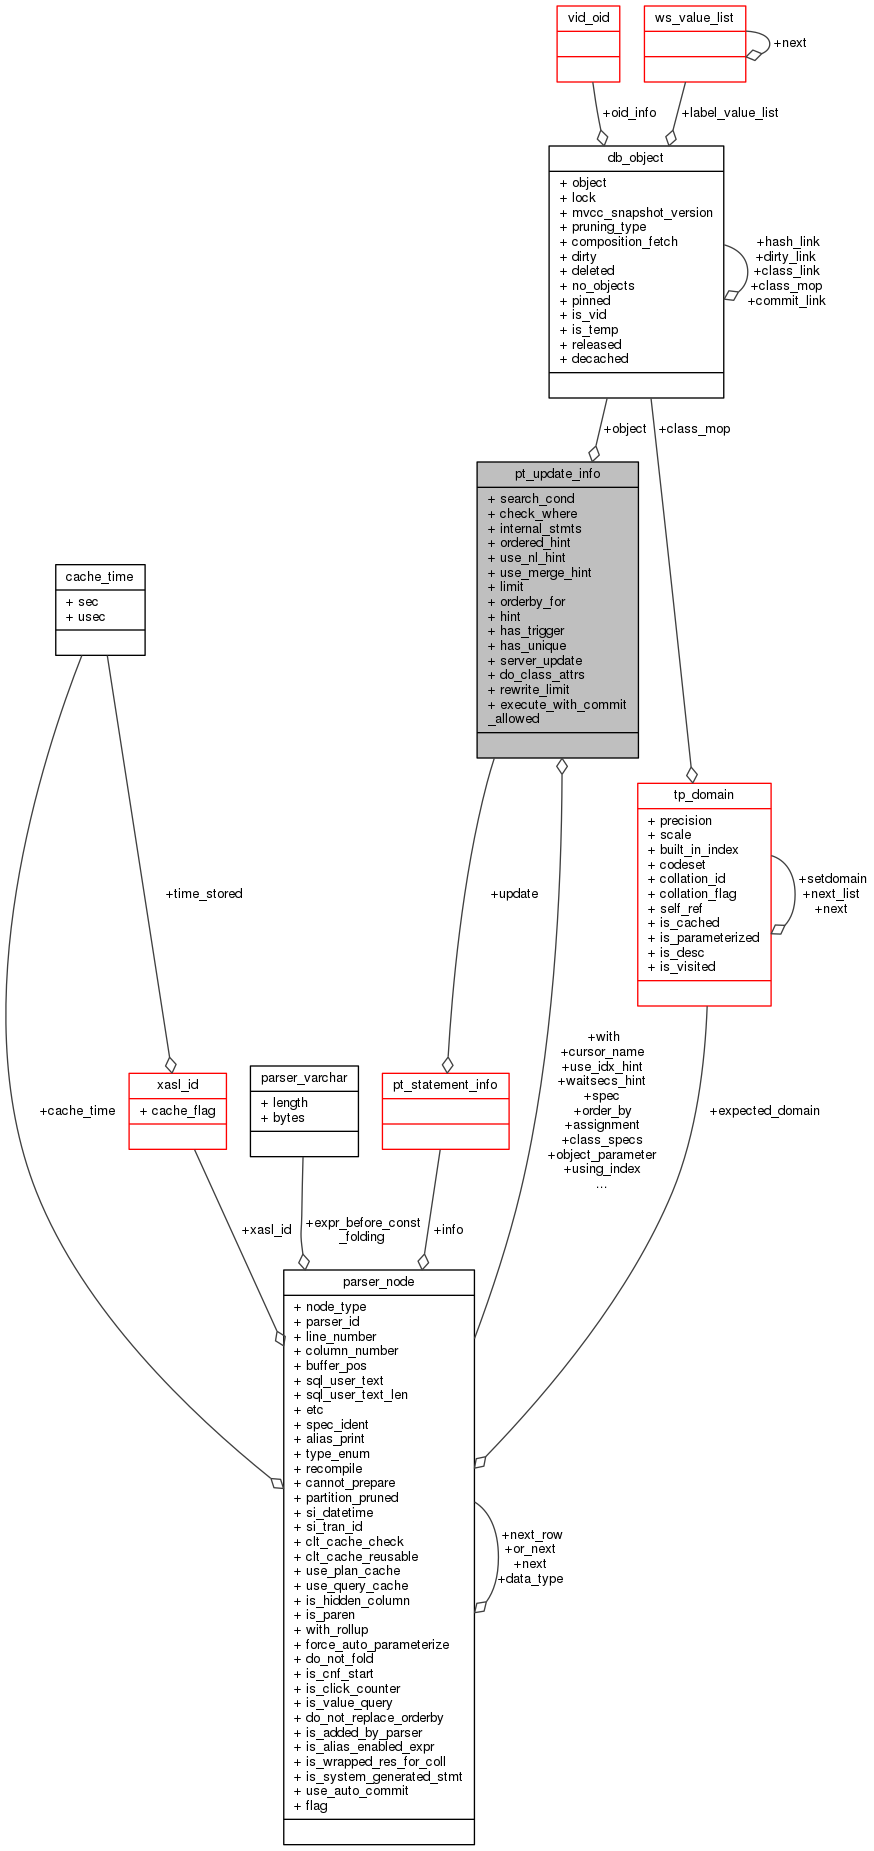 vid_oid
ws_value_list
+next
+oid_info
+label_value_list
db_object
+ object
+ lock
+ mvcc_snapshot_version
+ pruning_type
+ composition_fetch
+ dirty
+ deleted
+ no_objects
+ pinned
+ is_vid
+ is_temp
+ released
+ decached
+hash_link
+dirty_link
+class_link
+class_mop
+commit_link
+object
+class_mop
pt_update_info
+ search_cond
+ check_where
+ internal_stmts
+ ordered_hint
+ use_nl_hint
+ use_merge_hint
+ limit
+ orderby_for
+ hint
+ has_trigger
+ has_unique
+ server_update
+ do_class_attrs
+ rewrite_limit
+ execute_with_commit
_allowed
cache_time
+ sec
+ usec
tp_domain
+ precision
+ scale
+ built_in_index
+ codeset
+ collation_id
+ collation_flag
+ self_ref
+ is_cached
+ is_parameterized
+ is_desc
+ is_visited
+setdomain
+next_list
+next
+time_stored
+update
+with
+cursor_name
+use_idx_hint
+waitsecs_hint
+spec
+order_by
+assignment
+class_specs
+object_parameter
+using_index
...
xasl_id
+ cache_flag
parser_varchar
+ length
+ bytes
pt_statement_info
+cache_time
+expected_domain
+xasl_id
+expr_before_const
_folding
+info
parser_node
+ node_type
+ parser_id
+ line_number
+ column_number
+ buffer_pos
+ sql_user_text
+ sql_user_text_len
+ etc
+ spec_ident
+ alias_print
+ type_enum
+ recompile
+ cannot_prepare
+ partition_pruned
+ si_datetime
+ si_tran_id
+ clt_cache_check
+ clt_cache_reusable
+ use_plan_cache
+ use_query_cache
+ is_hidden_column
+ is_paren
+ with_rollup
+ force_auto_parameterize
+ do_not_fold
+ is_cnf_start
+ is_click_counter
+ is_value_query
+ do_not_replace_orderby
+ is_added_by_parser
+ is_alias_enabled_expr
+ is_wrapped_res_for_coll
+ is_system_generated_stmt
+ use_auto_commit
+ flag
+next_row
+or_next
+next
+data_type